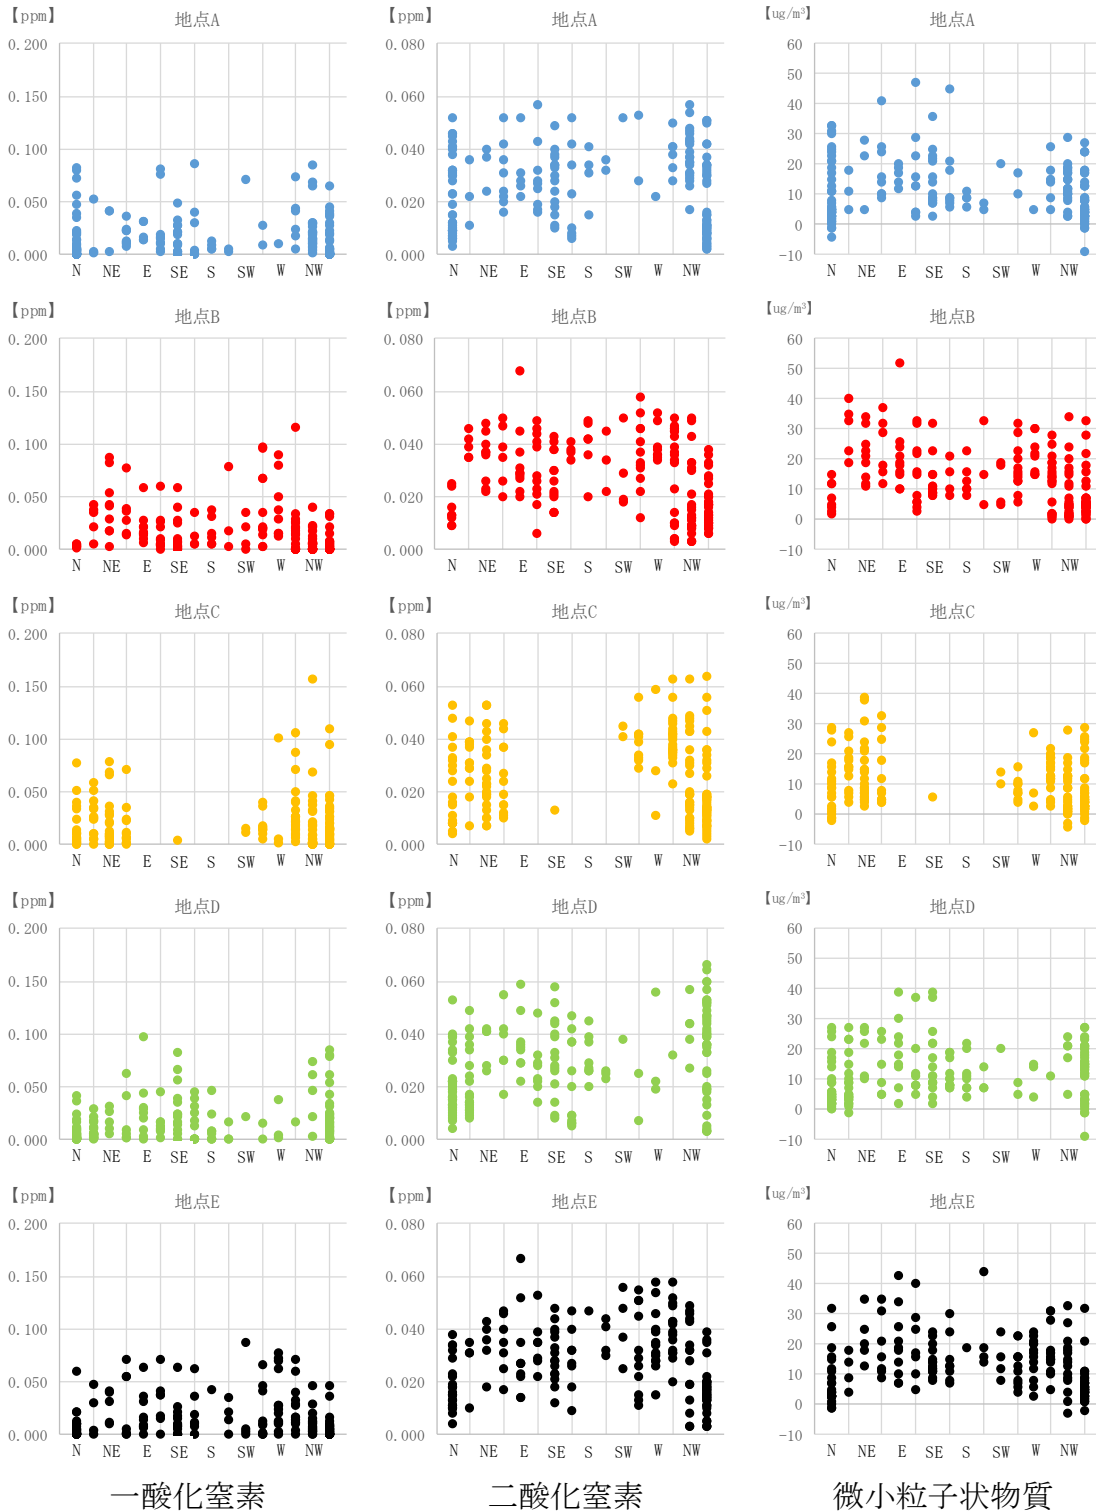 【ppm】 地点A 【ppm】 地点A 【ug/m³】 地点A
0.200 0.080 60
50
0.150 0.060 40
30
0.100 0.040 20
0.050 0.020 10
0
0.000 0.000 -10
N NE E SE S SW W NW N NE E SE S SW W NW N NE E SE S SW W NW
【ppm】 地点B 【ppm】 地点B 【ug/m³】 地点B
0.200 0.080 60
50
0.150 0.060 40
30
0.100 0.040 20
0.050 0.020 10
0
0.000 0.000 -10
N NE E SE S SW W NW N NE E SE S SW W NW N NE E SE S SW W NW
【ppm】 地点C 【ppm】 地点C 【ug/m³】 地点C
0.200 0.080 60
50
0.150 0.060 40
30
0.100 0.040 20
0.050 0.020 10
0
0.000 0.000 -10
N NE E SE S SW W NW N NE E SE S SW W NW N NE E SE S SW W NW
【ppm】 地点D 【ppm】 地点D 【ug/m³】 地点D
0.200 0.080 60
50
0.150 0.060 40
30
0.100 0.040 20
0.050 0.020 10
0
0.000 0.000 -10
N NE E SE S SW W NW N NE E SE S SW W NW N NE E SE S SW W NW
【ppm】 地点E 【ppm】 地点E 【ug/m³】 地点E
0.200 0.080 60
50
0.150 0.060 40
30
0.100 0.040 20
0.050 0.020 10
0
0.000 0.000 -10
N NE E SE S SW W NW N NE E SE S SW W NW N NE E SE S SW W NW
一酸化窒素 二酸化窒素 微小粒子状物質